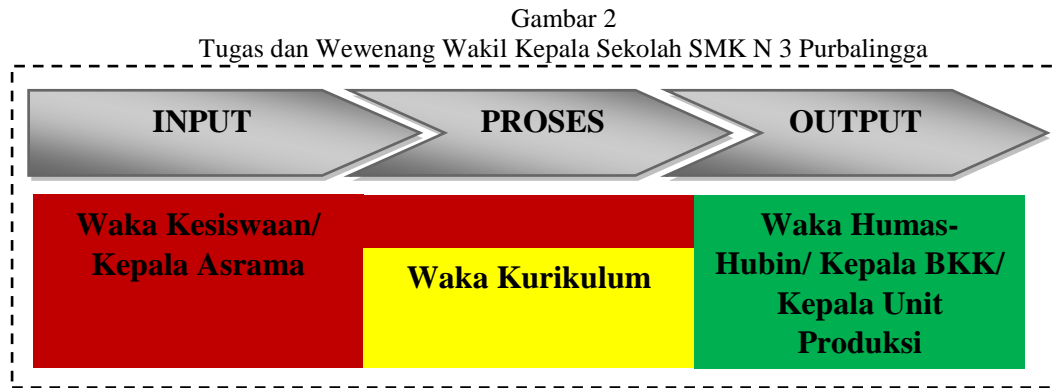 Gambar 2
Tugas dan Wewenang Wakil Kepala Sekolah SMK N 3 Purbalingga
INPUT
PROSES
OUTPUT
Waka Kesiswaan/
Kepala Asrama
Waka Kurikulum
Waka Humas-
Hubin/ Kepala BKK/
Kepala Unit
Produksi